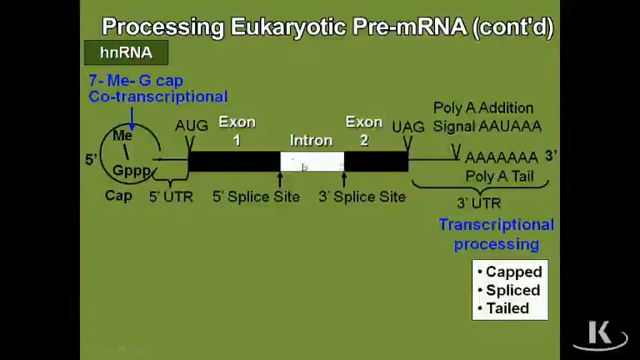 Processing Eukaryotic Pre-mRNA (cont'd)
hnRNA
7- Me- G cap
Co-transcriptional
Me
Gppp
5'
Cap
AUG
5' UTR
Exon
1
Intron
Exon
2
5' Splice Site
3' Splice Site
UAG
Poly A Addition
Signal AAUAAA
AAAAAAA 3'
Poly A Tail
3' UTR
Transcriptional
processing
• Capped
• Spliced
• Tailed
K